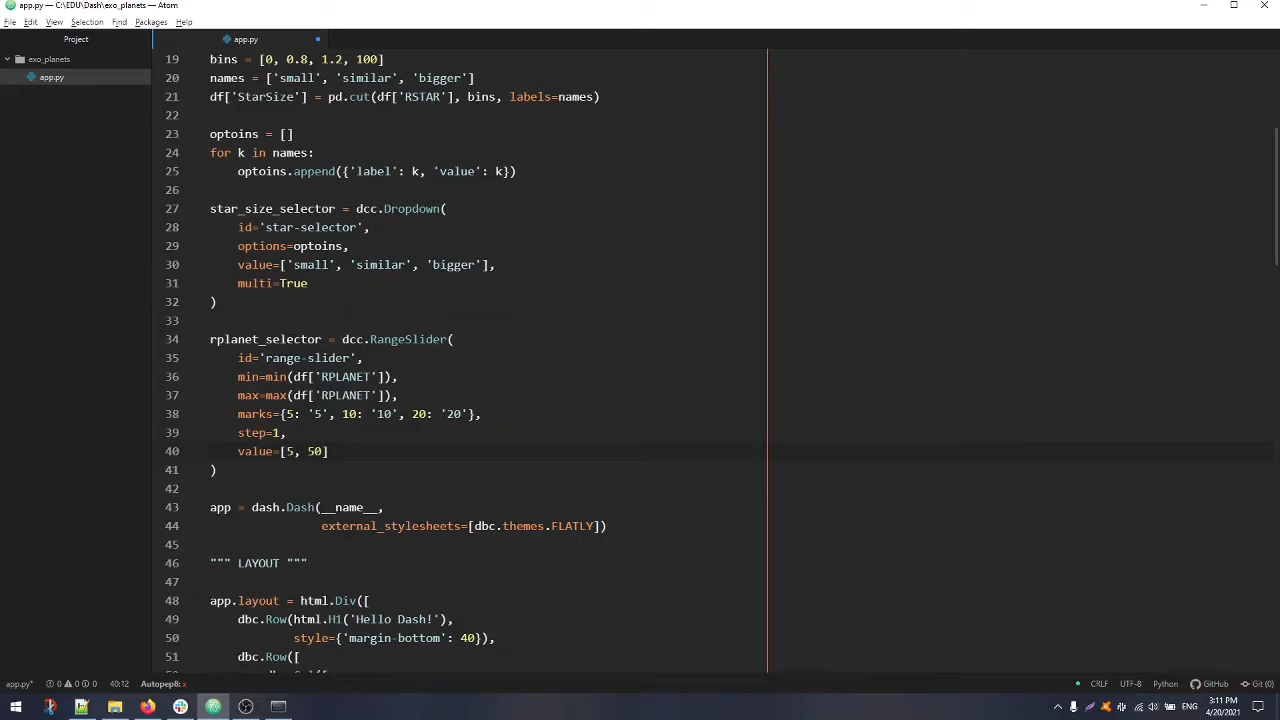 app.py — C:\EDU\Dash\exo_planets — Atom
File Edit View Selection Find Packages Help
Project
app.py
exo_planets
app.py
19 bins = [0, 0.8, 1.2, 100]
20 names = ['small', 'similar', 'bigger']
21 df['StarSize'] = pd.cut(df['RSTAR'], bins, labels=names)
22
23 optoins = []
24 for k in names:
25 optoins.append({'label': k, 'value': k})
26
27 star_size_selector = dcc.Dropdown(
28 id='star-selector',
29 options=optoins,
30 value=['small', 'similar', 'bigger'],
31 multi=True
32 )
33
34 rplanet_selector = dcc.RangeSlider(
35 id='range-slider',
36 min=min(df['RPLANET']),
37 max=max(df['RPLANET']),
38 marks={5: '5', 10: '10', 20: '20'},
39 step=1,
40 value=[5, 50]
41 )
42
43 app = dash.Dash(__name__,
44 external_stylesheets=[dbc.themes.FLATLY])
45
46 """ LAYOUT """
47
48 app.layout = html.Div([
49 dbc.Row(html.H1('Hello Dash!'),
50 style={'margin-bottom': 40}),
51 dbc.Row([
app.py* 0 0 0 40:12 Autopep8:x CRLF UTF-8 Python GitHub Git (0)
ENG
3:11 PM
4/20/2021